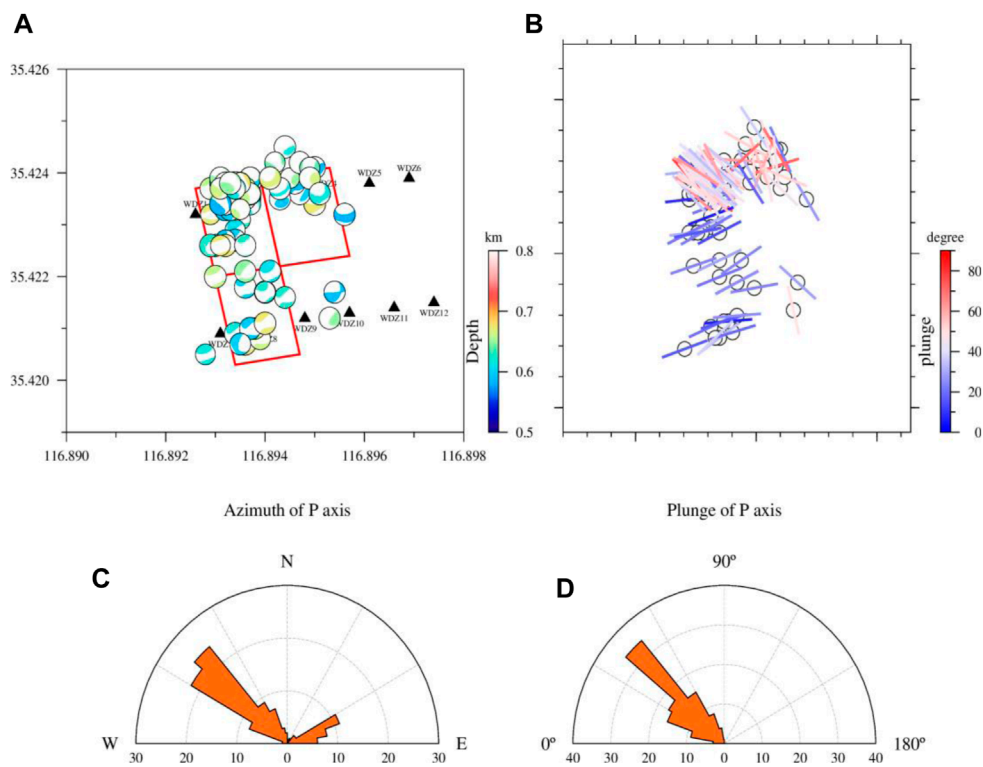 A
B
35.426
35.424
35.422
35.420
WDZ5
WDZ6
WDZ1
WDZ9
WDZ10
WDZ11
WDZ12
km
0.8
0.7
0.6
0.5
Depth
degree
80
60
40
20
0
plunge
116.890
116.892
116.894
116.896
116.898
Azimuth of P axis
Plunge of P axis
C
N
W
E
30
20
10
0
10
20
30
D
90º
0º
180º
40
30
20
10
0
10
20
30
40